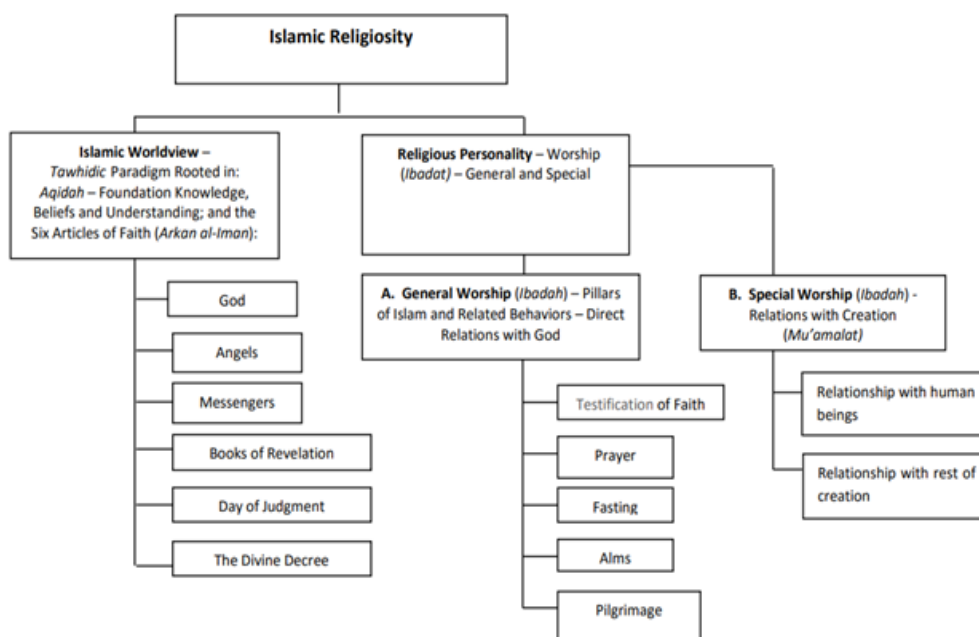 Islamic Religiosity
Islamic Worldview –
Tawhidic Paradigm Rooted in:
Aqidah – Foundation Knowledge,
Beliefs and Understanding; and the
Six Articles of Faith (Arkan al-Iman):
God
Angels
Messengers
Books of Revelation
Day of Judgment
The Divine Decree
Religious Personality – Worship
(Ibadat) – General and Special
A. General Worship (Ibadah) – Pillars
of Islam and Related Behaviors – Direct
Relations with God
Testification of Faith
Prayer
Fasting
Alms
Pilgrimage
B. Special Worship (Ibadah) -
Relations with Creation
(Mu’amalat)
Relationship with human
beings
Relationship with rest of
creation